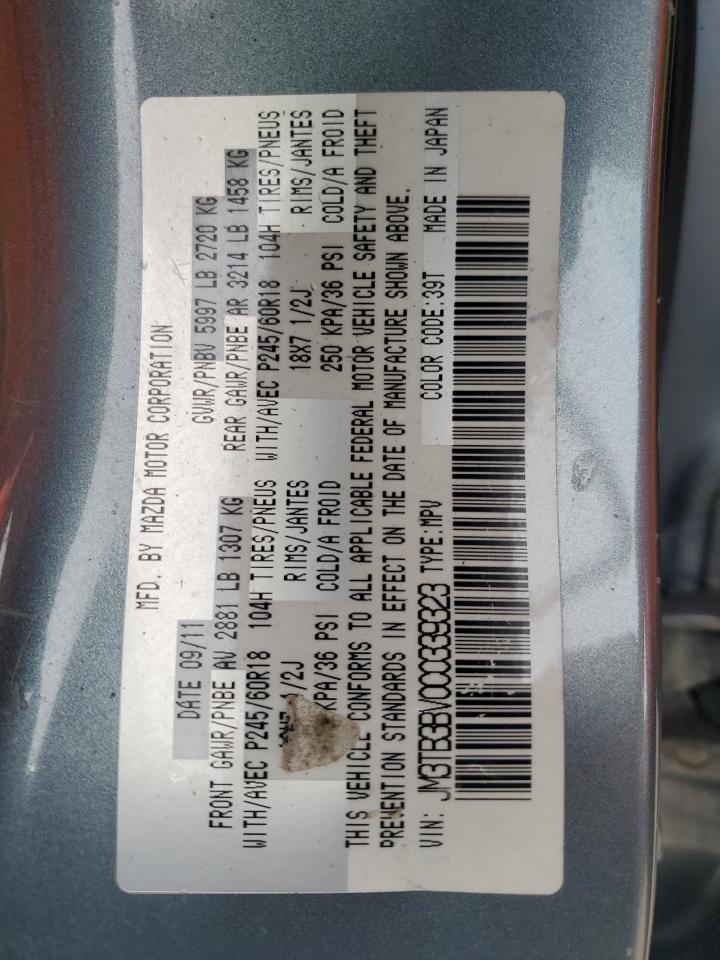 MFD. BY MAZDA MOTOR CORPORATION
DATE 09/11 GVWR/PNBV 5997 LB 2720 KG
FRONT GAWR/PNBE AV 2881 LB 1307 KG REAR GAWR/PNBE AR 3214 LB 1458 KG
WITH/AVEC P245/60R18 104H TIRES/PNEUS WITH/AVEC P245/60R18 104H TIRES/PNEUS
/2J RIMS/JANTES 18X7 1/2J RIMS/JANTES
KPA/36 PSI COLD/A FROID 250 KPA/36 PSI COLD/A FROID
THIS VEHICLE CONFORMS TO ALL APPLICABLE FEDERAL MOTOR VEHICLE SAFETY AND THEFT
PREVENTION STANDARDS IN EFFECT ON THE DATE OF MANUFACTURE SHOWN ABOVE.
VIN: JM3TB3BV0C0339323 TYPE:MPV COLOR CODE:39T MADE IN JAPAN